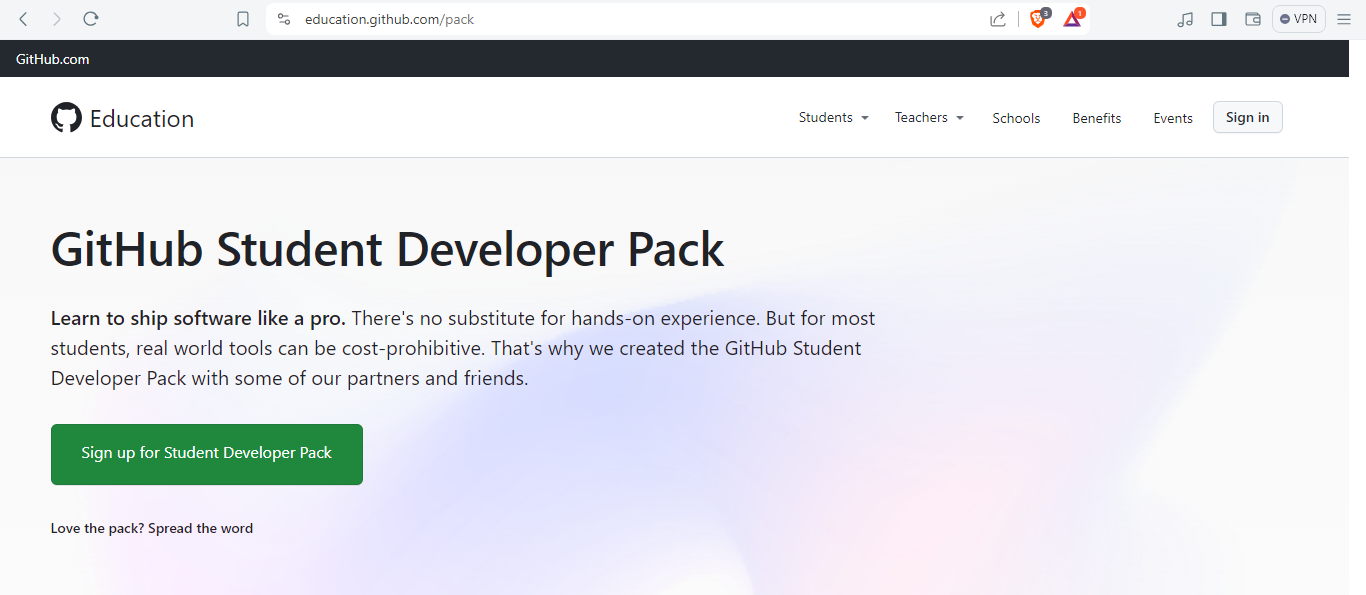 education.github.com/pack
3
1
VPN
GitHub.com
Education
Students
Teachers
Schools
Benefits
Events
Sign in
GitHub Student Developer Pack
Learn to ship software like a pro. There's no substitute for hands-on experience. But for most
students, real world tools can be cost-prohibitive. That's why we created the GitHub Student
Developer Pack with some of our partners and friends.
Sign up for Student Developer Pack
Love the pack? Spread the word